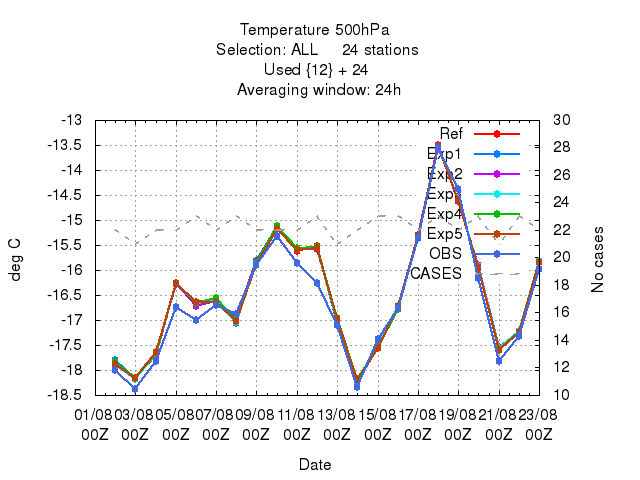 Temperature 500hPa
Selection: ALL 24 stations
Used {12} + 24
Averaging window: 24h
-13
-13.5
-14
-14.5
-15
-15.5
-16
-16.5
-17
-17.5
-18
-18.5
deg C
30
28
26
24
22
20
18
16
14
12
10
No cases
Ref
Exp1
Exp2
Exp3
Exp4
Exp5
OBS
CASES
01/08 03/08 05/08 07/08 09/08 11/08 13/08 15/08 17/08 19/08 21/08 23/08
00Z 00Z 00Z 00Z 00Z 00Z 00Z 00Z 00Z 00Z 00Z 00Z
Date